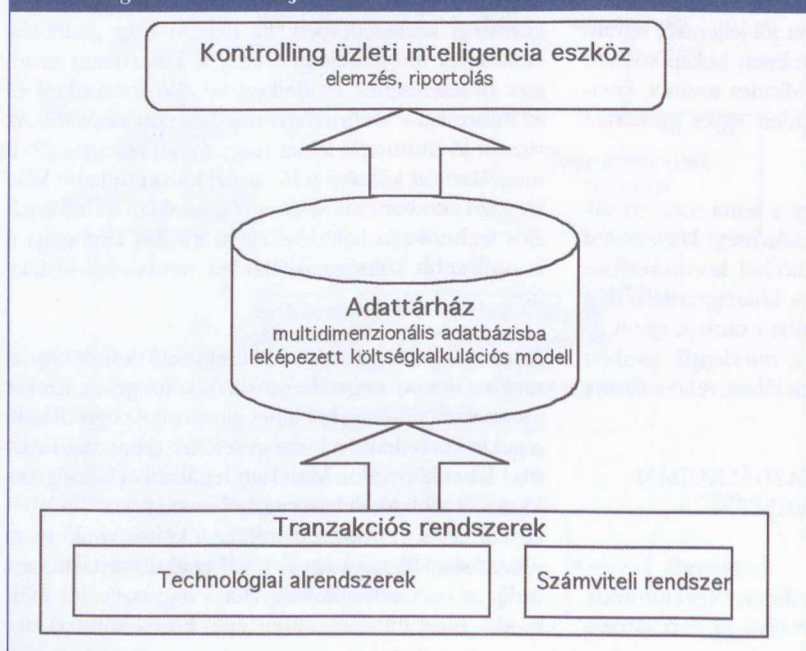 Kontrolling üzleti intelligencia eszköz
elemzés, riportolás
Adattárház
multidimenzionális adatbázisba
leképezett költségkalkulációs modell
Tranzakciós rendszerek
Technológiai alrendszerek
Számviteli rendszer